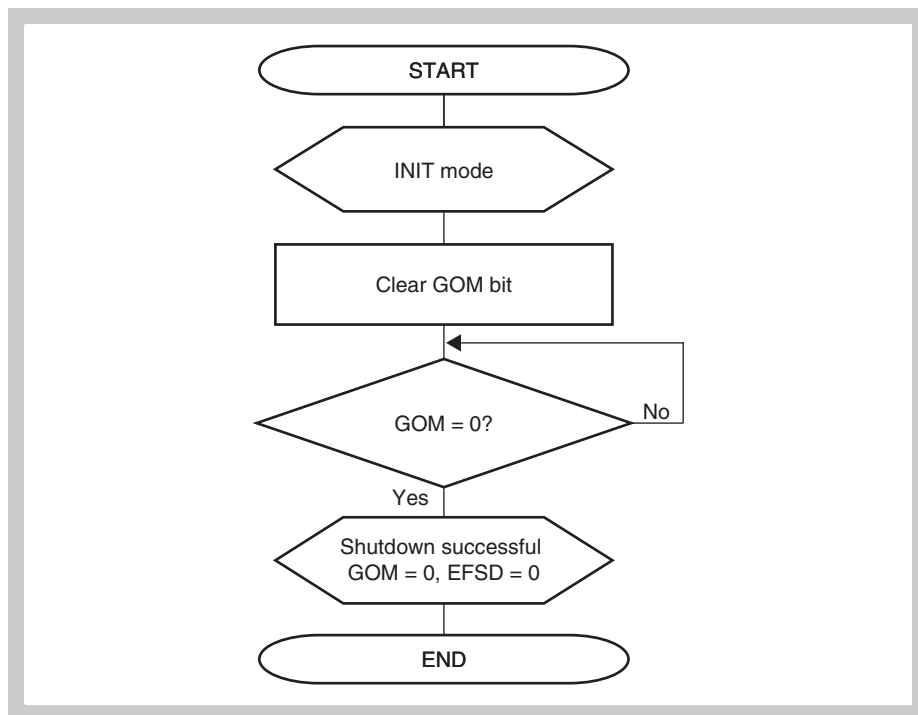 START
INIT mode
Clear GOM bit
GOM = 0?
No
Yes
Shutdown successful
GOM = 0, EFSD = 0
END